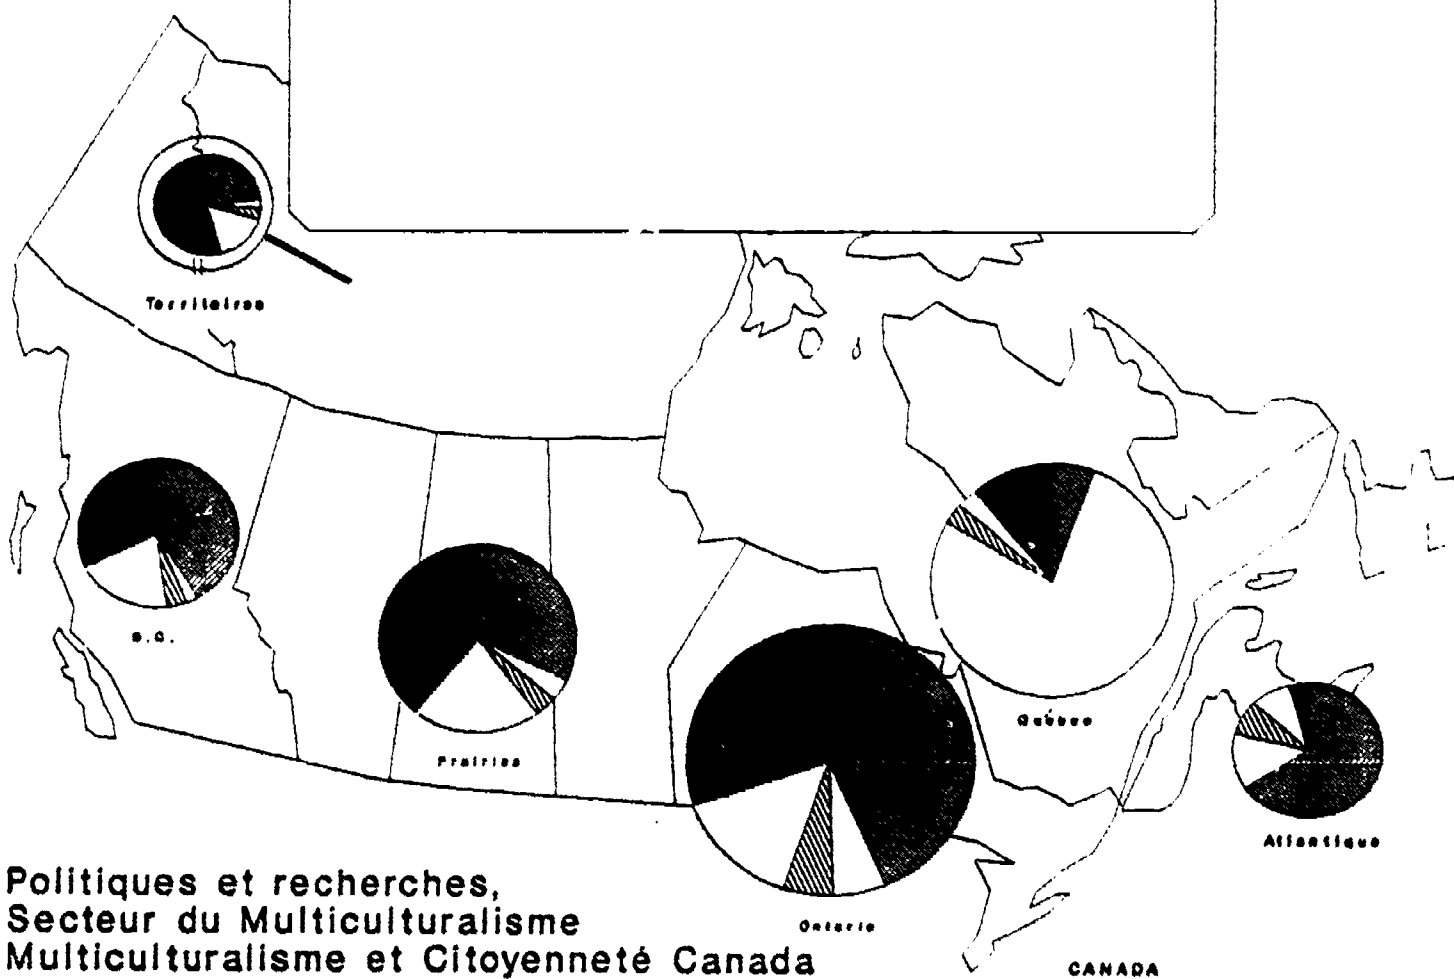 Territoires
B.C.
Prairies
Québec
Atlantique
Ontario
Politiques et recherches,
Secteur du Multiculturalisme
Multiculturalisme et Citoyenneté Canada
CANADA